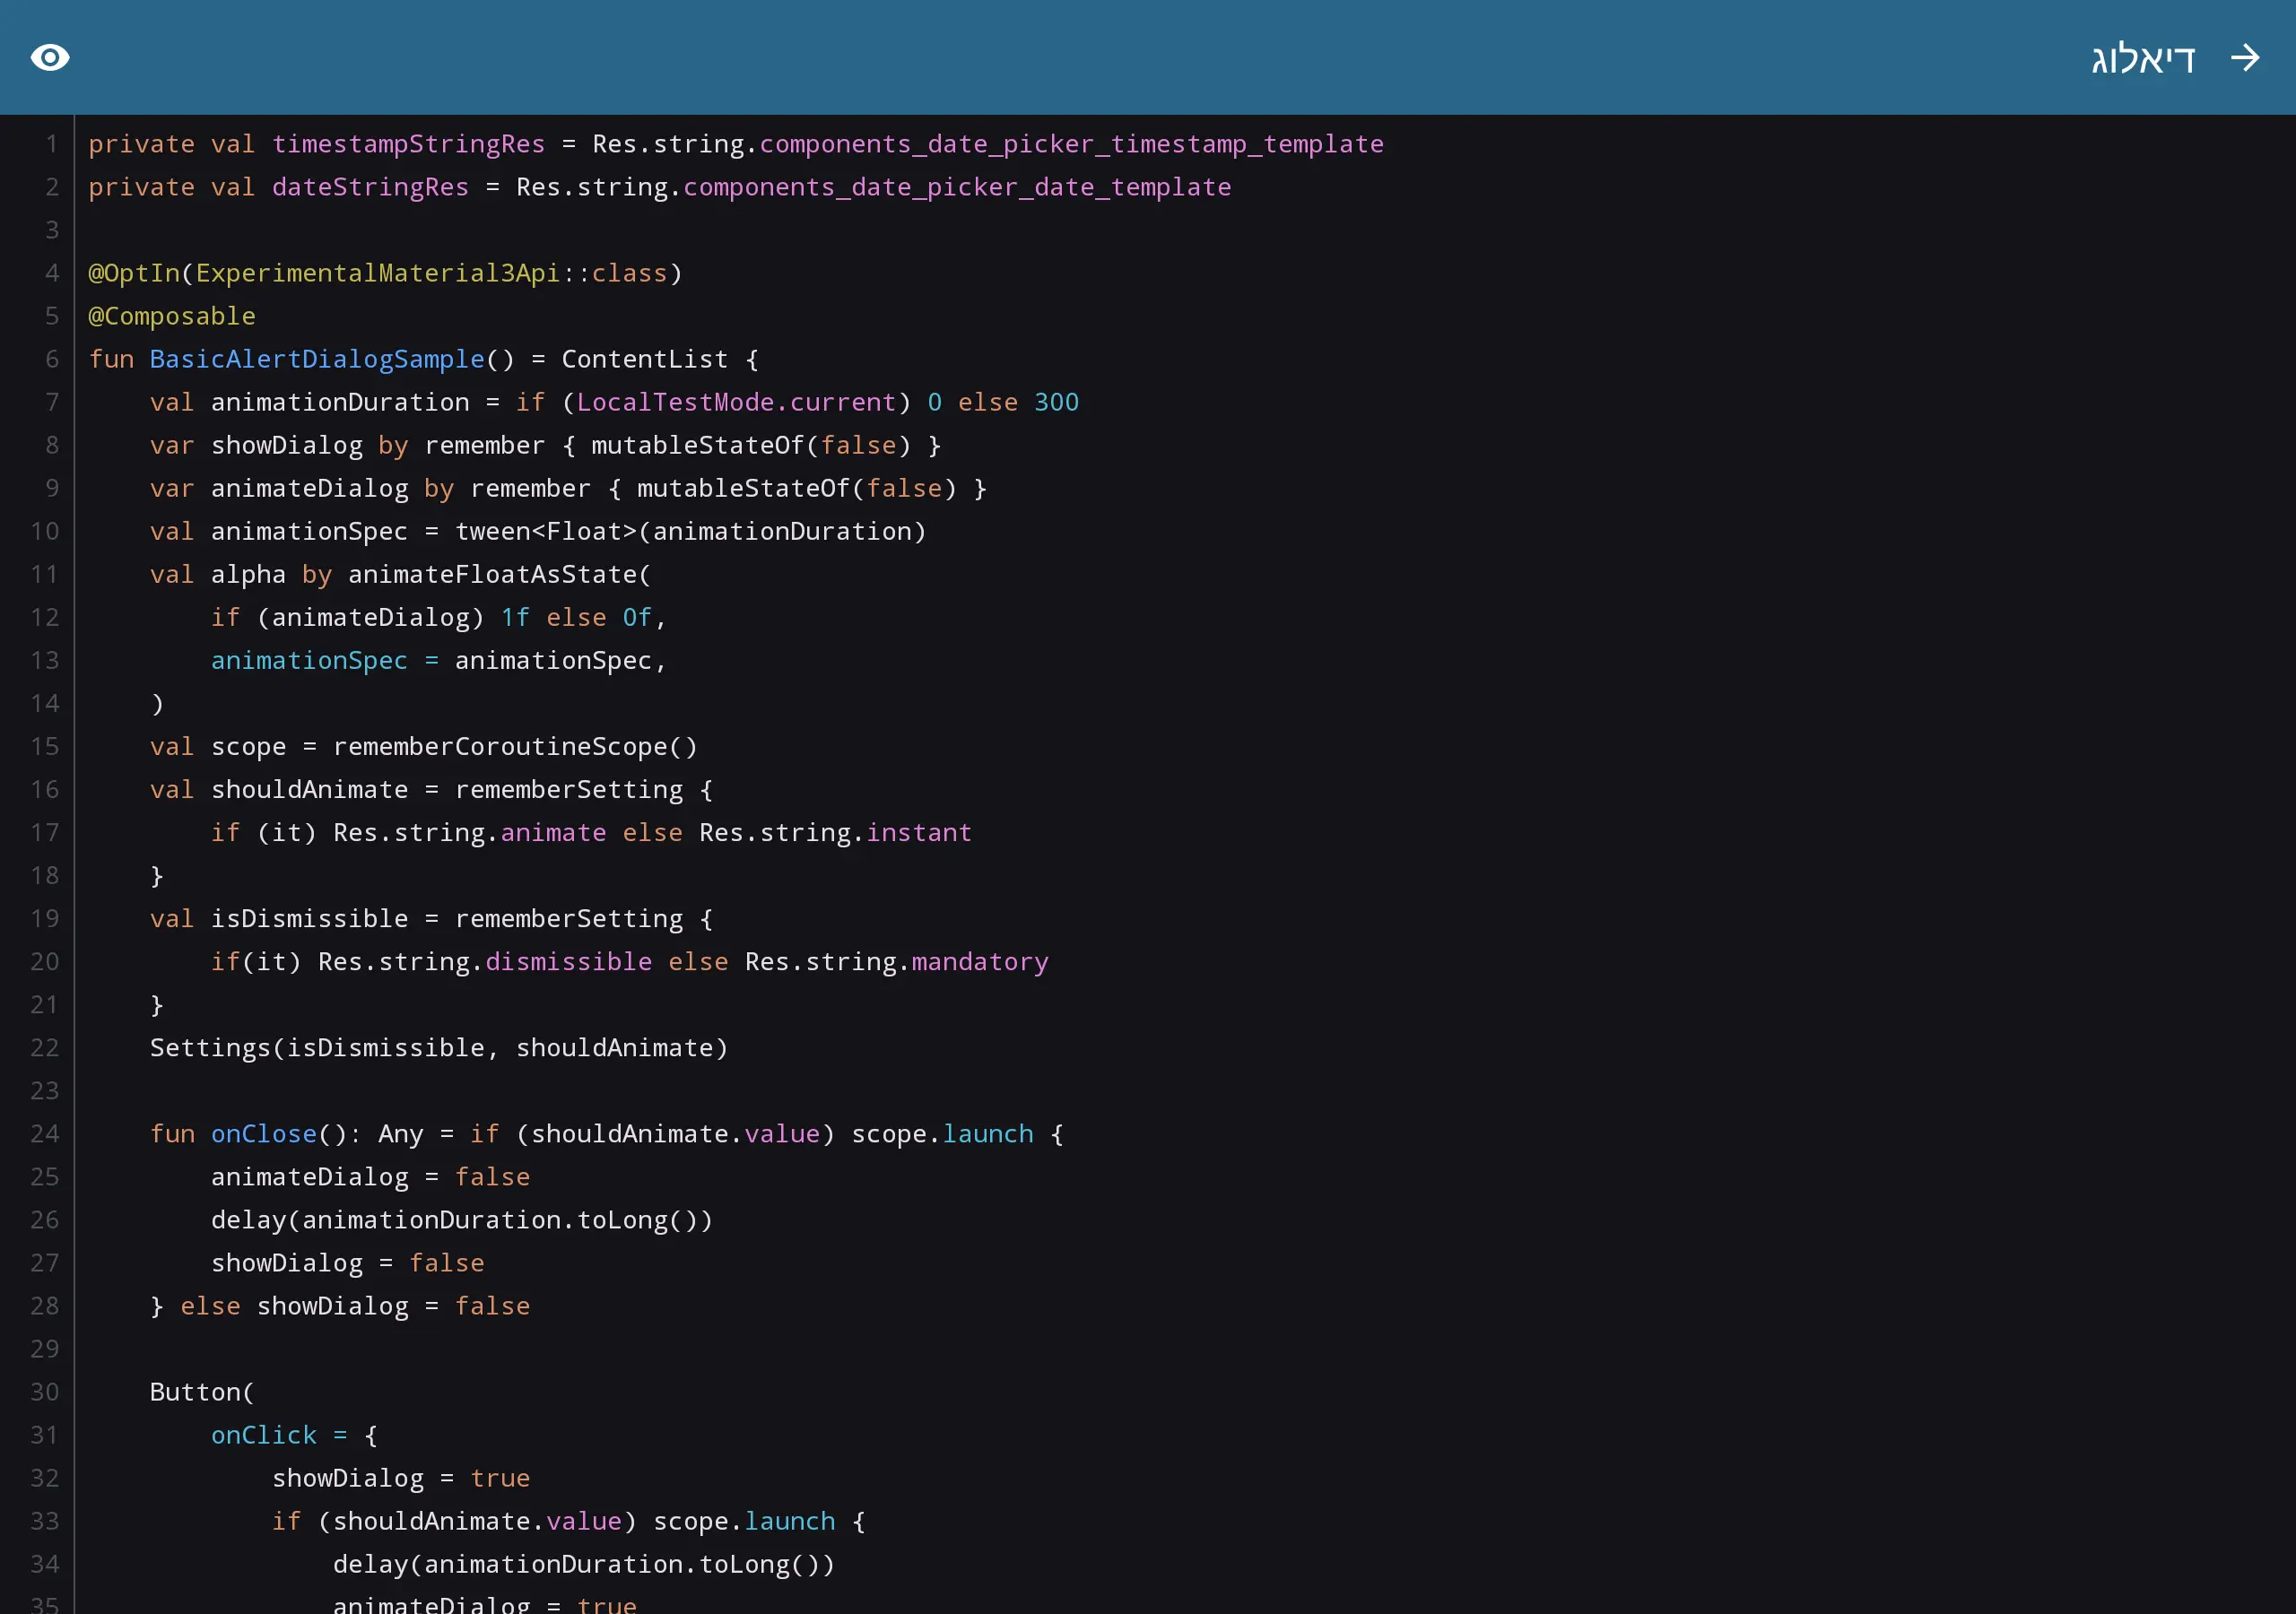 דיאלוג
1 private val timestampStringRes = Res.string.components_date_picker_timestamp_template
2 private val dateStringRes = Res.string.components_date_picker_date_template
3
4 @OptIn(ExperimentalMaterial3Api::class)
5 @Composable
6 fun BasicAlertDialogSample() = ContentList {
7     val animationDuration = if (LocalTestMode.current) 0 else 300
8     var showDialog by remember { mutableStateOf(false) }
9     var animateDialog by remember { mutableStateOf(false) }
10     val animationSpec = tween<Float>(animationDuration)
11     val alpha by animateFloatAsState(
12         if (animateDialog) 1f else 0f,
13         animationSpec = animationSpec,
14     )
15     val scope = rememberCoroutineScope()
16     val shouldAnimate = rememberSetting {
17         if (it) Res.string.animate else Res.string.instant
18     }
19     val isDismissible = rememberSetting {
20         if(it) Res.string.dismissible else Res.string.mandatory
21     }
22     Settings(isDismissible, shouldAnimate)
23
24     fun onClose(): Any = if (shouldAnimate.value) scope.launch {
25         animateDialog = false
26         delay(animationDuration.toLong())
27         showDialog = false
28     } else showDialog = false
29
30     Button(
31         onClick = {
32             showDialog = true
33             if (shouldAnimate.value) scope.launch {
34                 delay(animationDuration.toLong())
35                 animateDialog = true